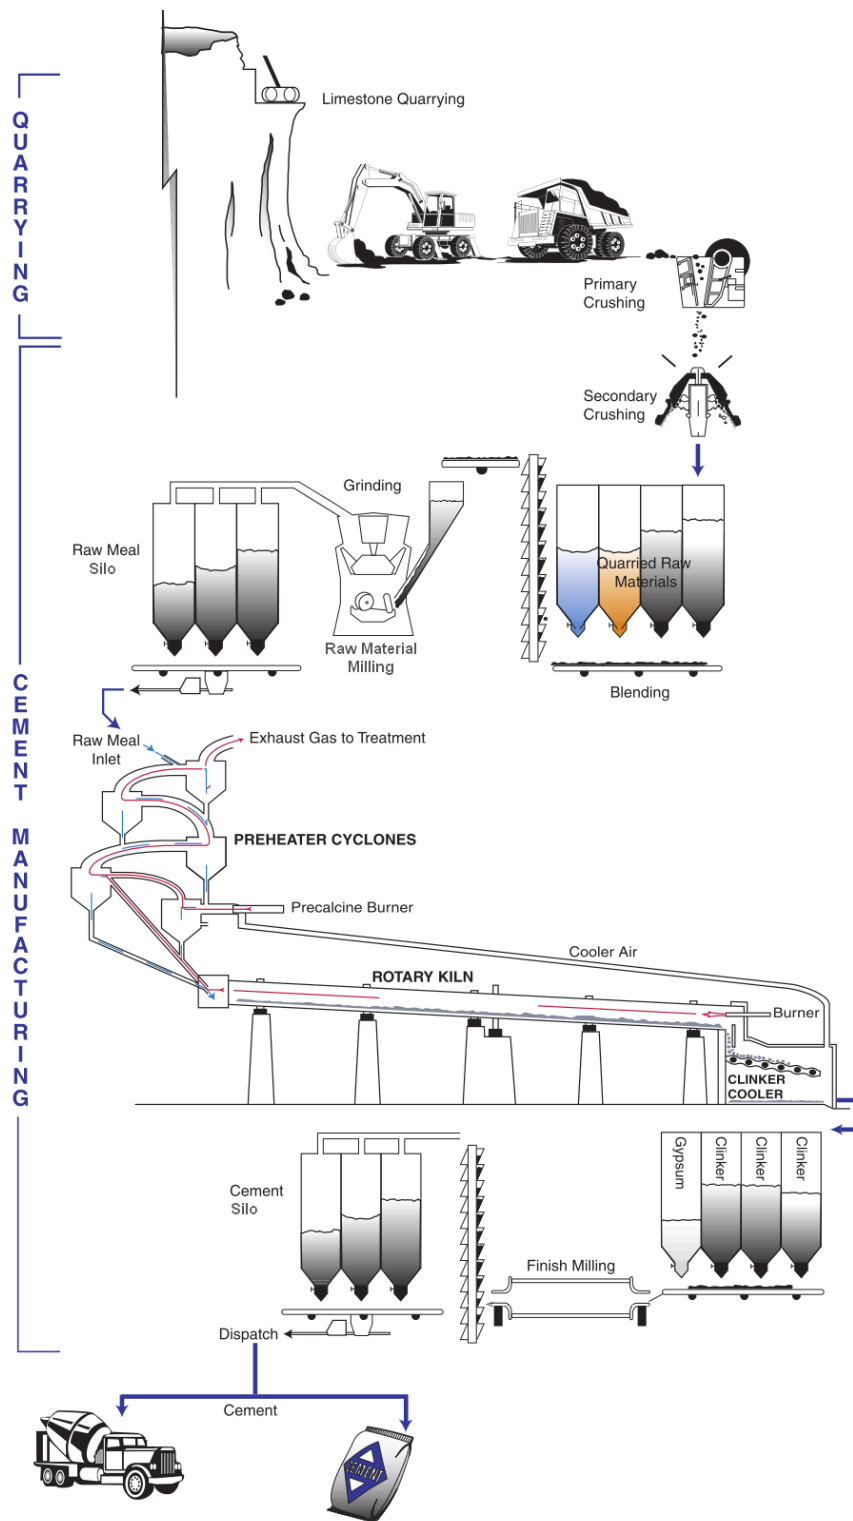 QUARRYING
Limestone Quarrying
Primary
Crushing
Secondary
Crushing
CEMENT MANUFACTURING
Grinding
Raw Meal
Silo
Quarried Raw
Materials
Raw Material
Milling
Blending
Raw Meal
Inlet
Exhaust Gas to Treatment
PREHEATER CYCLONES
Precalcine Burner
Cooler Air
ROTARY KILN
Burner
CLINKER
COOLER
Gypsum
Clinker
Clinker
Clinker
Cement
Silo
Finish Milling
Dispatch
Cement
CEMENT